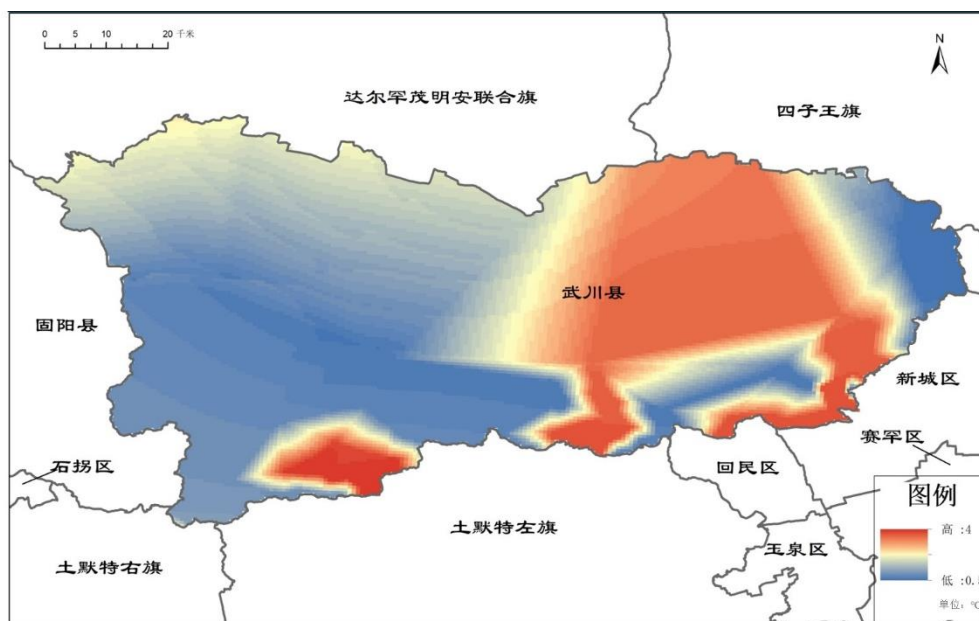 0 5 10 20 千米
N
达尔罕茂明安联合旗
四子王旗
武川县
固阳县
新城区
赛罕区
石拐区
回民区
图例
土默特左旗
高 :4
玉泉区
土默特右旗
低 :0.5
单位: ℃